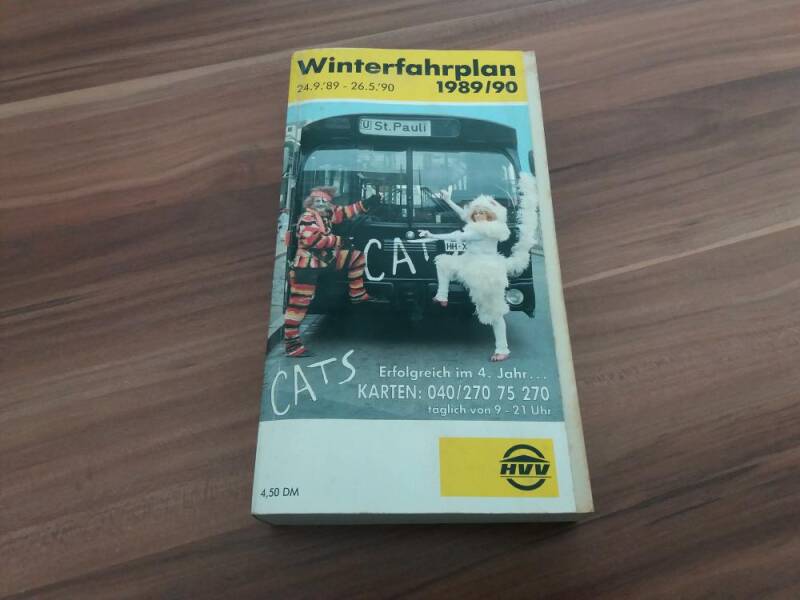 Winterfahrplan
24.9.'89 - 26.5.'90 1989/90
U St. Pauli
CATS
HH-X
CATS
Erfolgreich im 4. Jahr...
KARTEN: 040/270 75 270
täglich von 9 - 21 Uhr
HVV
4,50 DM